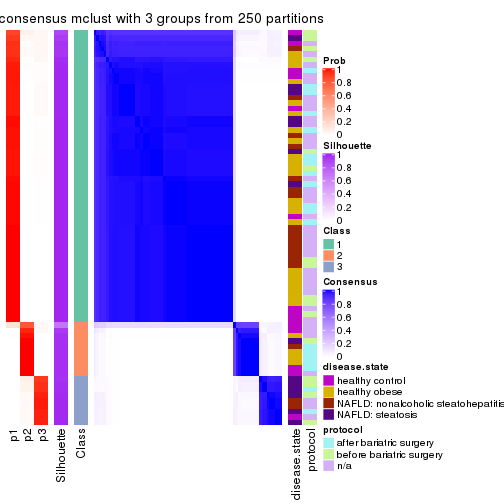 consensus mclust with 3 groups from 250 partitions
Prob
1
0.8
0.6
0.4
0.2
0
Silhouette
1
0.8
0.6
0.4
0.2
0
Class
1
2
3
Consensus
1
0.8
0.6
0.4
0.2
0
disease.state
healthy control
healthy obese
NAFLD: nonalcoholic steatohepatitis
NAFLD: steatosis
protocol
after bariatric surgery
before bariatric surgery
n/a
p1
p2
p3
Silhouette
Class
disease.state
protocol